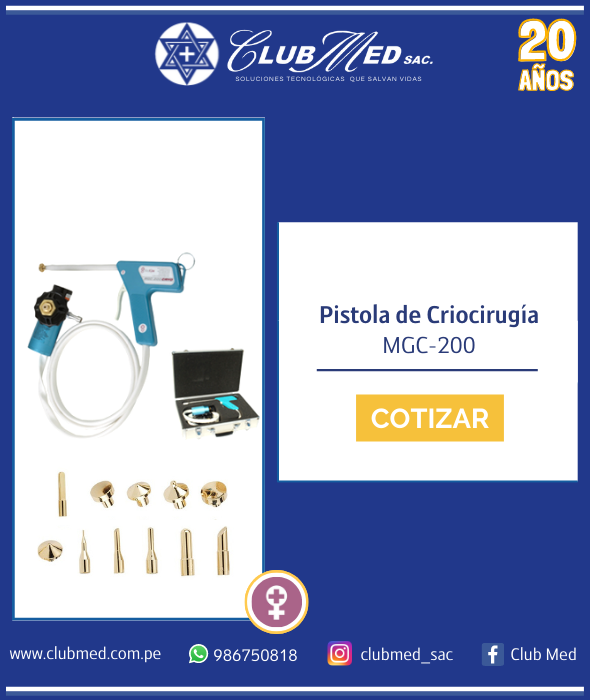 CLUB MED SAC.
SOLUCIONES TECNOLÓGICAS QUE SALVAN VIDAS
20
AÑOS
Pistola de Criocirugía
MGC-200
COTIZAR
www.clubmed.com.pe
986750818
clubmed_sac
Club Med